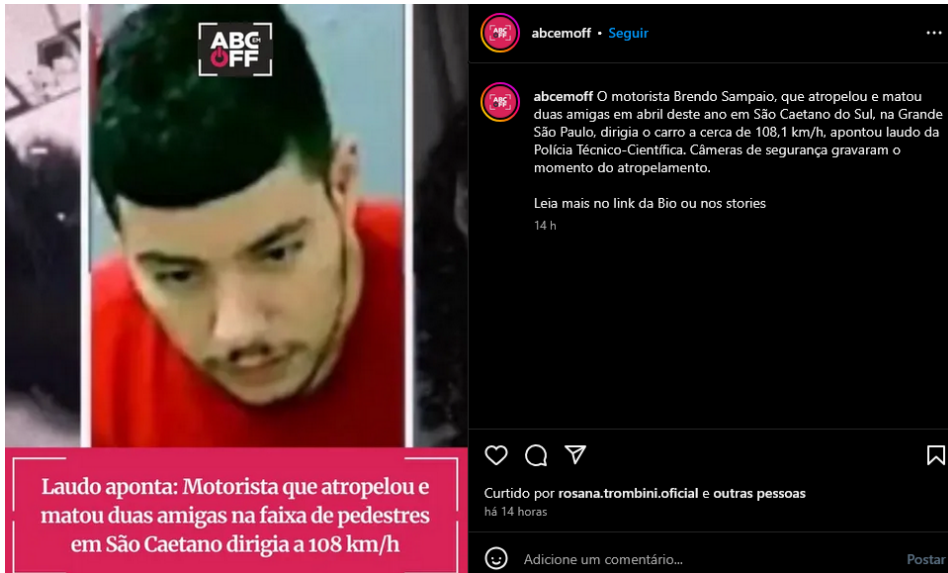 ABC EM
OFF
Laudo aponta: Motorista que atropelou e
matou duas amigas na faixa de pedestres
em São Caetano dirigia a 108 km/h
abcemoff • Seguir
abcemoff O motorista Brendo Sampaio, que atropelou e matou
duas amigas em abril deste ano em São Caetano do Sul, na Grande
São Paulo, dirigia o carro a cerca de 108,1 km/h, apontou laudo da
Polícia Técnico-Científica. Câmeras de segurança gravaram o
momento do atropelamento.
Leia mais no link da Bio ou nos stories
14 h
Curtido por rosana.trombini.oficial e outras pessoas
há 14 horas
Adicione um comentário...
Postar